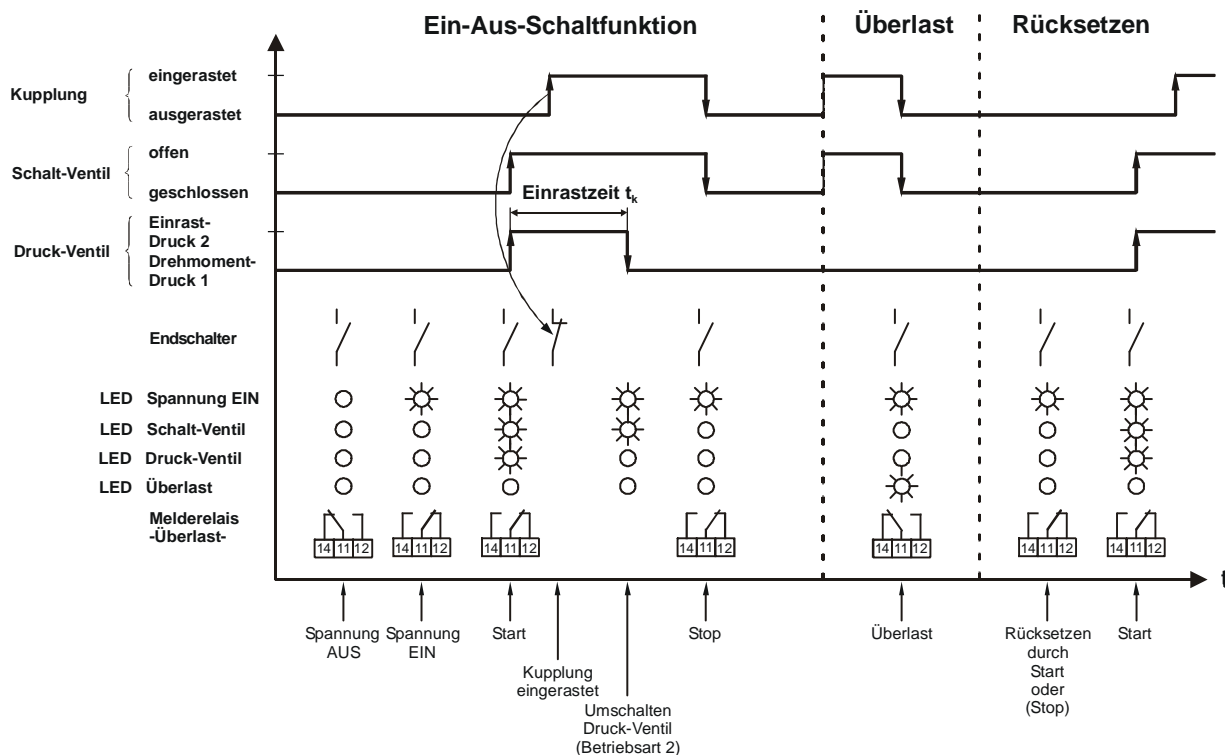 Ein-Aus-Schaltfunktion
Überlast
Rücksetzen
Kupplung
eingerastet
ausgerastet
Schalt-Ventil
offen
geschlossen
Einrastzeit tk
Druck-Ventil
Einrast-
Druck 2
Drehmoment-
Druck 1
Endschalter
LED Spannung EIN
LED Schalt-Ventil
LED Druck-Ventil
LED Überlast
Melderelais
-Überlast-
14 11 12
14 11 12
14 11 12
14 11 12
14 11 12
14 11 12
14 11 12
t
Spannung
AUS
Spannung
EIN
Start
Kupplung
eingerastet
Umschalten
Druck-Ventil
(Betriebsart 2)
Stop
Überlast
Rücksetzen
durch
Start
oder
(Stop)
Start